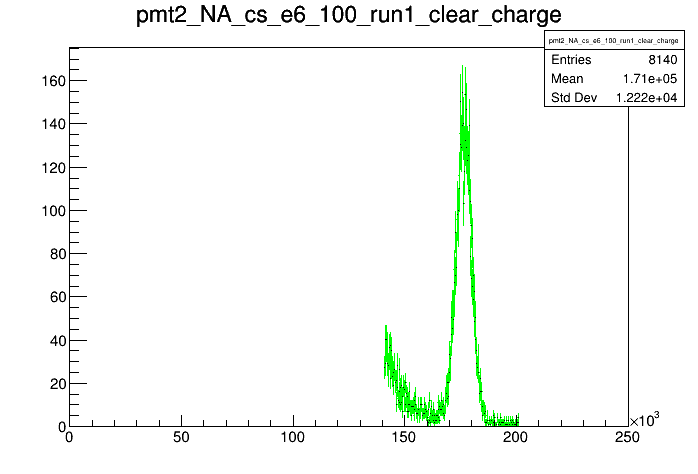 pmt2_NA_cs_e6_100_run1_clear_charge
pmt2_NA_cs_e6_100_run1_clear_charge
Entries 8140
Mean 1.71e+05
Std Dev 1.222e+04
160
140
120
100
80
60
40
20
0
0 50 100 150 200 250
×10³